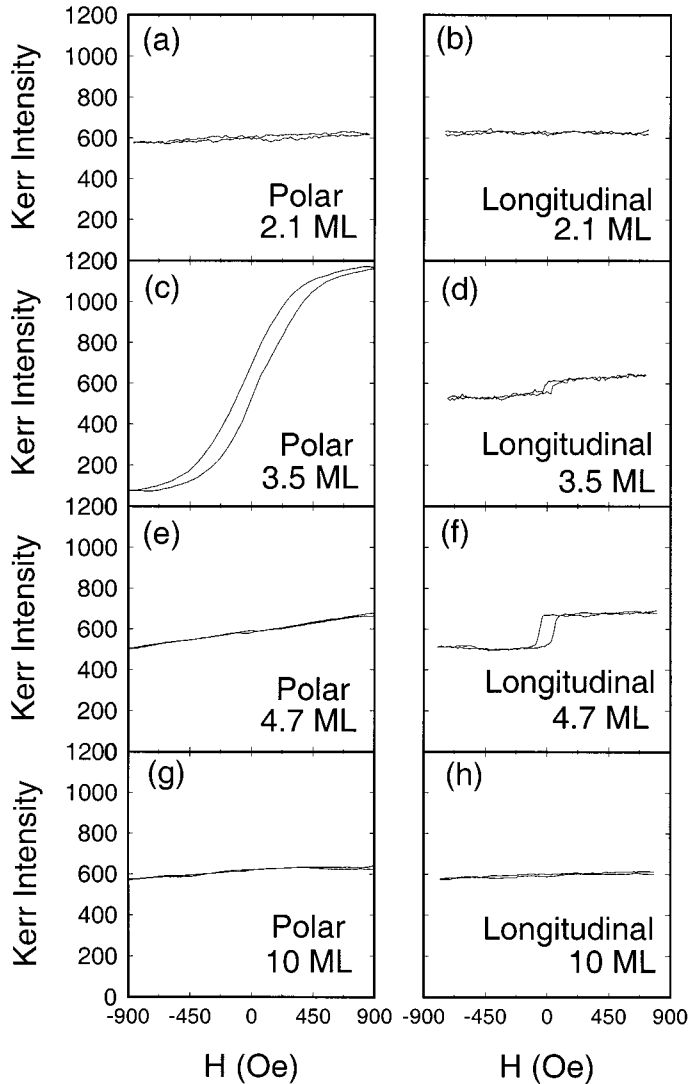 1200
1000
800
600
400
200
Kerr Intensity
(a)
Polar
2.1 ML
(b)
Longitudinal
2.1 ML
1200
1000
800
600
400
200
Kerr Intensity
(c)
Polar
3.5 ML
(d)
Longitudinal
3.5 ML
1200
1000
800
600
400
200
Kerr Intensity
(e)
Polar
4.7 ML
(f)
Longitudinal
4.7 ML
1200
1000
800
600
400
200
0
Kerr Intensity
(g)
Polar
10 ML
(h)
Longitudinal
10 ML
-900 -450 0 450 900
-900 -450 0 450 900
H (Oe)
H (Oe)